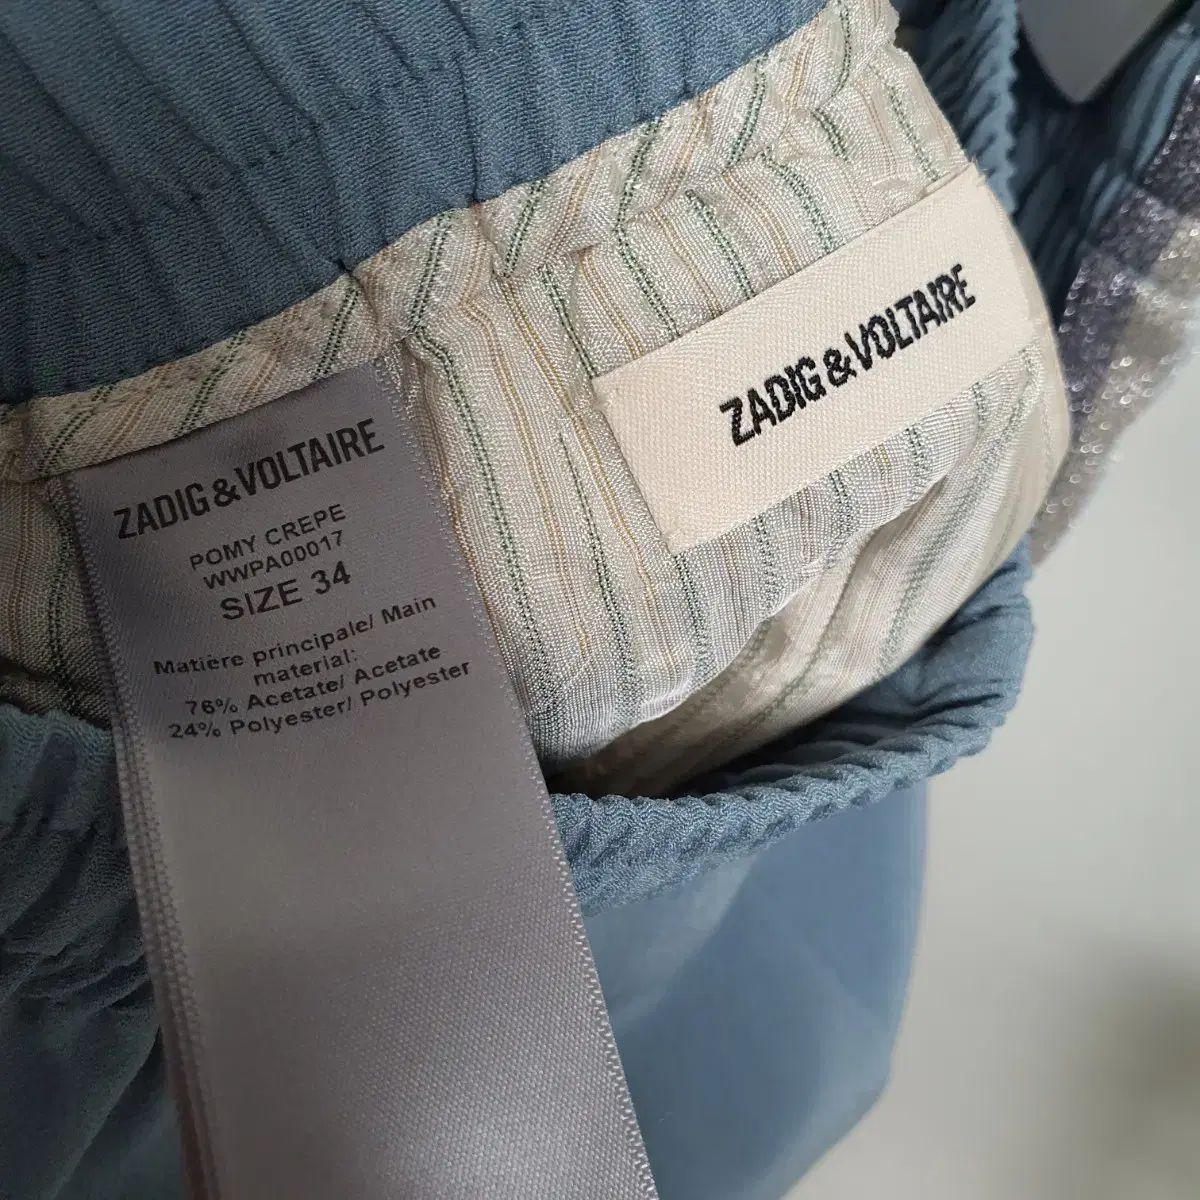 ZADIG&VOLTAIRE
POMY CREPE
WWPA00017
SIZE 34
Matière principale/ Main
material:
76% Acetate/ Acetate
24% Polyester/ Polyester
ZADIG&VOLTAIRE